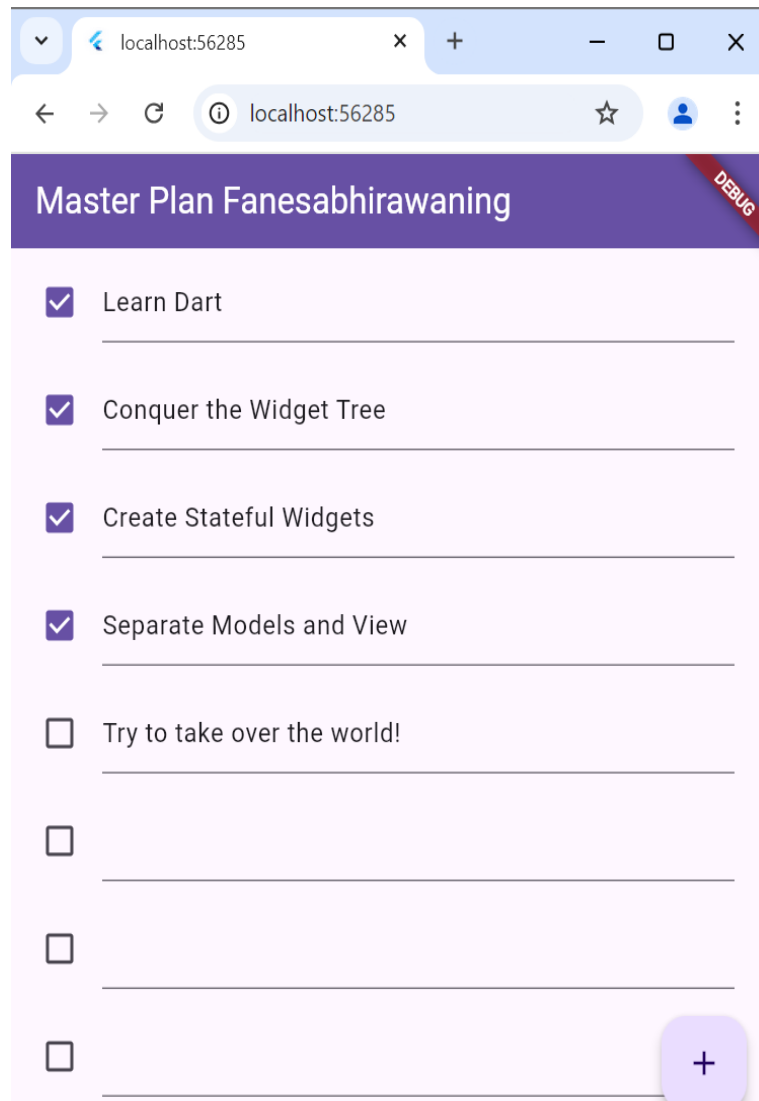 localhost:56285
localhost:56285
Master Plan Fanesabhirawaning
DEBUG
Learn Dart
Conquer the Widget Tree
Create Stateful Widgets
Separate Models and View
Try to take over the world!